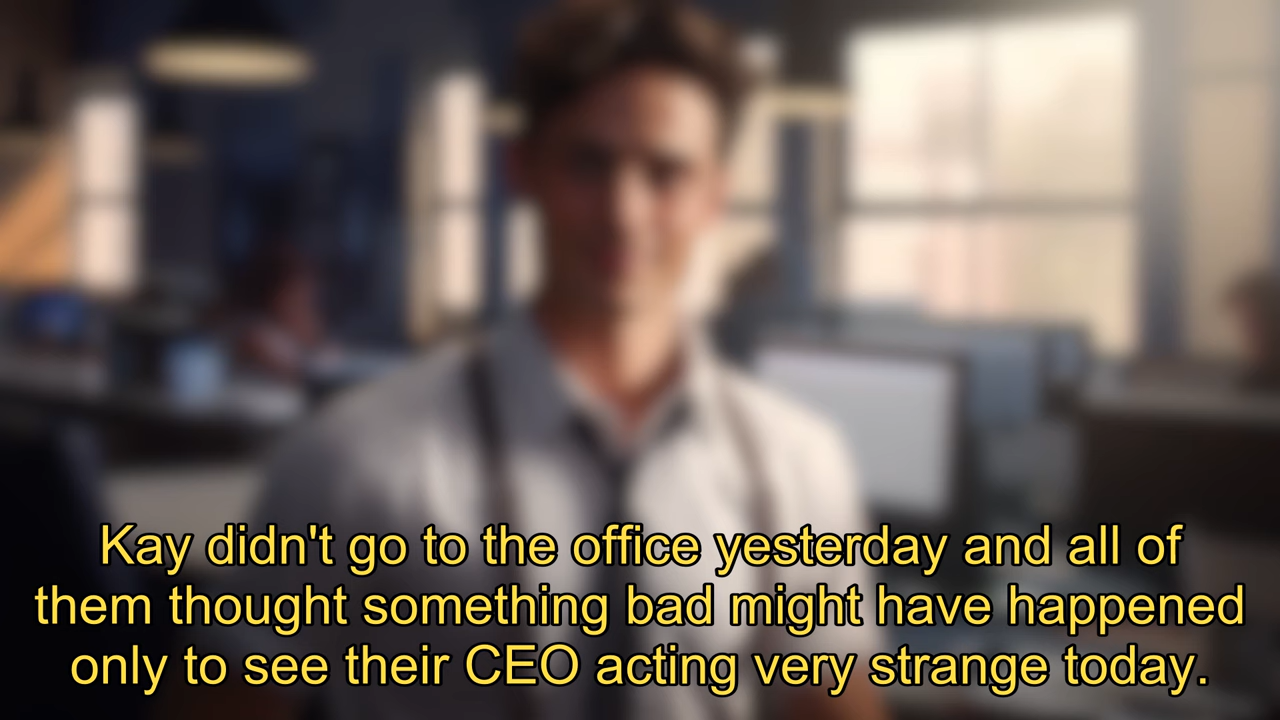 Kay didn't go to the office yesterday and all of
them thought something bad might have happened
only to see their CEO acting very strange today.